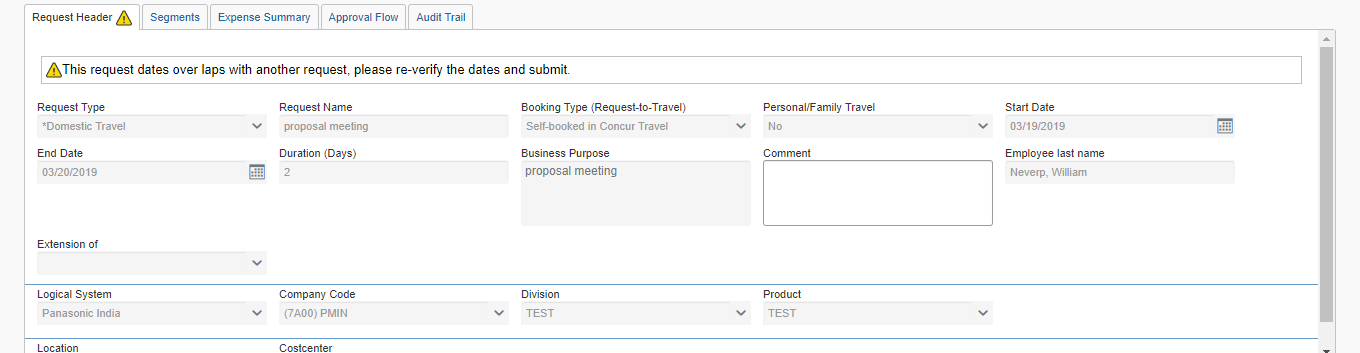 Request Header
Segments
Expense Summary
Approval Flow
Audit Trail
This request dates over laps with another request, please re-verify the dates and submit.
Request Type
Request Name
Booking Type (Request-to-Travel)
Personal/Family Travel
Start Date
*Domestic Travel
proposal meeting
Self-booked in Concur Travel
No
03/19/2019
End Date
Duration (Days)
Business Purpose
Comment
Employee last name
03/20/2019
2
proposal meeting
Neverp, William
Extension of
Logical System
Company Code
Division
Product
Panasonic India
(7A00) PMIN
TEST
TEST
Location
Costcenter